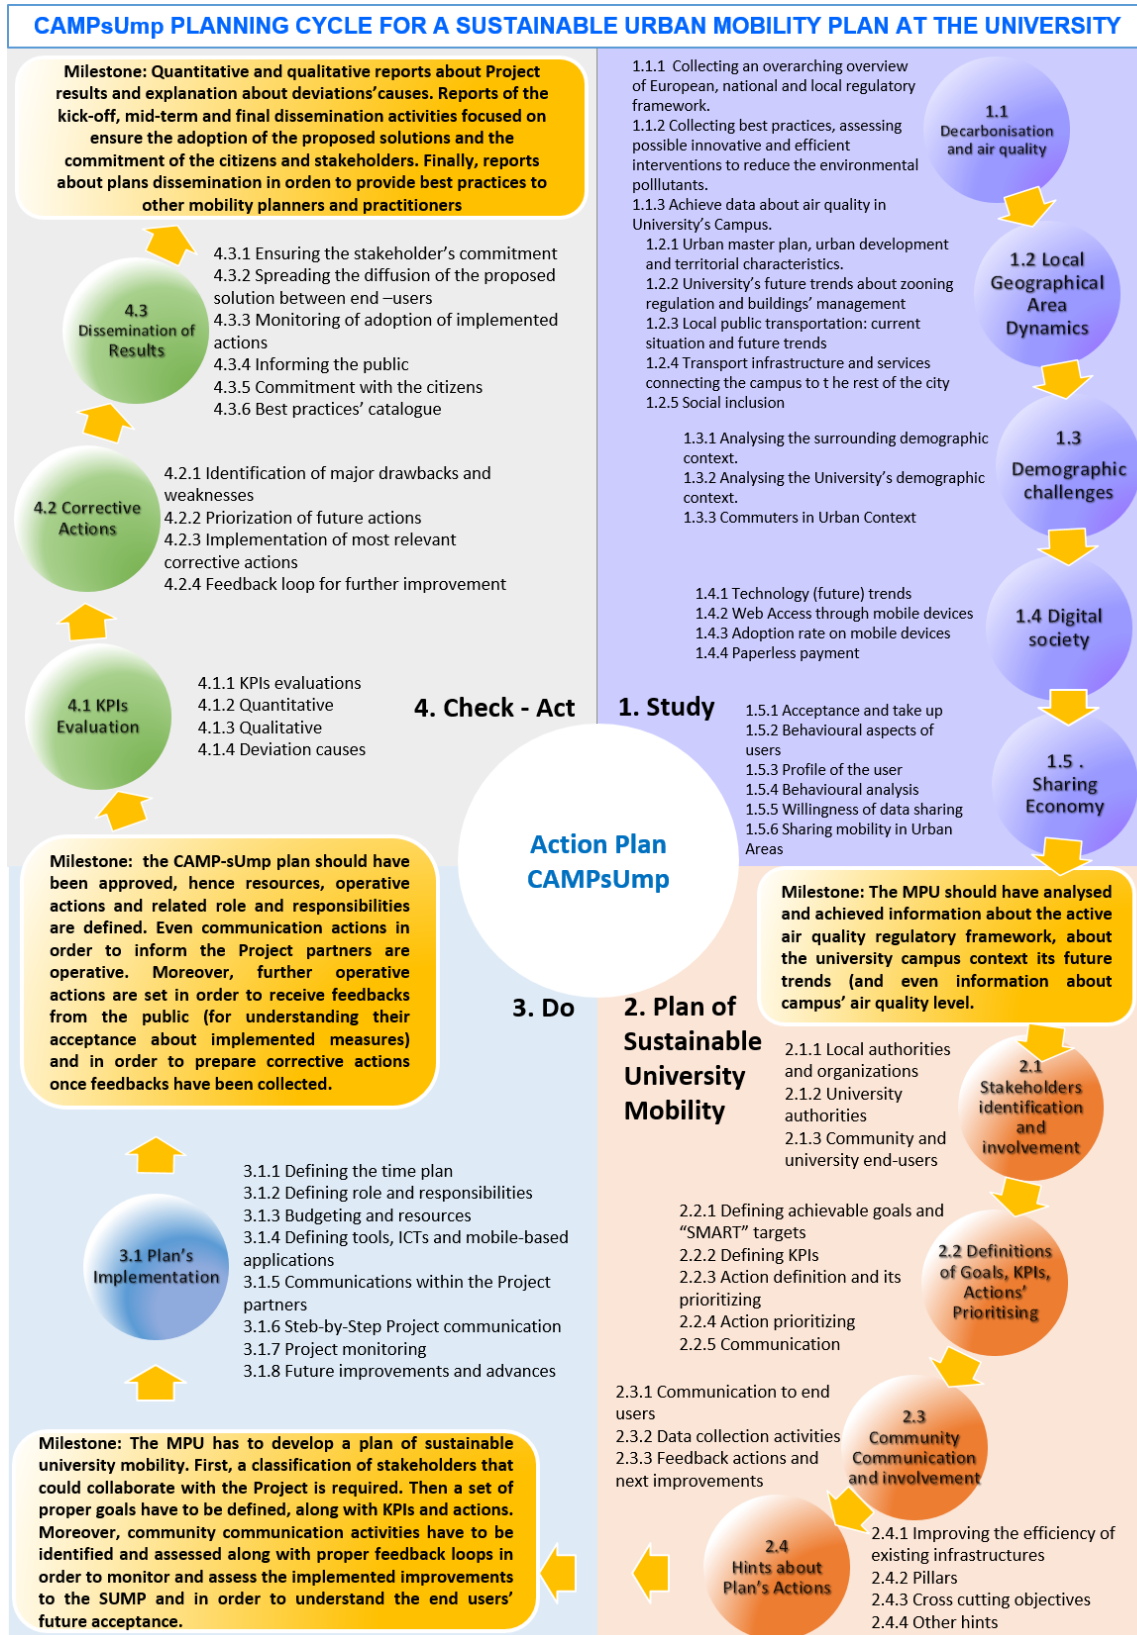 CAMPsUmp PLANNING CYCLE FOR A SUSTAINABLE URBAN MOBILITY PLAN AT THE UNIVERSITY
Milestone: Quantitative and qualitative reports about Project
results and explanation about deviations’causes. Reports of the
kick-off, mid-term and final dissemination activities focused on
ensure the adoption of the proposed solutions and the
commitment of the citizens and stakeholders. Finally, reports
about plans dissemination in orden to provide best practices to
other mobility planners and practitioners
4.3
Dissemination of
Results
4.3.1 Ensuring the stakeholder’s commitment
4.3.2 Spreading the diffusion of the proposed
solution between end –users
4.3.3 Monitoring of adoption of implemented
actions
4.3.4 Informing the public
4.3.5 Commitment with the citizens
4.3.6 Best practices’ catalogue
4.2 Corrective
Actions
4.2.1 Identification of major drawbacks and
weaknesses
4.2.2 Priorization of future actions
4.2.3 Implementation of most relevant
corrective actions
4.2.4 Feedback loop for further improvement
4.1 KPIs
Evaluation
4.1.1 KPIs evaluations
4.1.2 Quantitative
4.1.3 Qualitative
4.1.4 Deviation causes
4. Check - Act
1.1.1 Collecting an overarching overview
of European, national and local regulatory
framework.
1.1.2 Collecting best practices, assessing
possible innovative and efficient
interventions to reduce the environmental
polllutants.
1.1.3 Achieve data about air quality in
University’s Campus.
1.1
Decarbonisation
and air quality
1.2.1 Urban master plan, urban development
and territorial characteristics.
1.2.2 University’s future trends about zooning
regulation and buildings’ management
1.2.3 Local public transportation: current
situation and future trends
1.2.4 Transport infrastructure and services
connecting the campus to t he rest of the city
1.2.5 Social inclusion
1.2 Local
Geographical
Area
Dynamics
1.3.1 Analysing the surrounding demographic
context.
1.3.2 Analysing the University’s demographic
context.
1.3.3 Commuters in Urban Context
1.3
Demographic
challenges
1.4.1 Technology (future) trends
1.4.2 Web Access through mobile devices
1.4.3 Adoption rate on mobile devices
1.4.4 Paperless payment
1.4 Digital
society
1. Study
1.5.1 Acceptance and take up
1.5.2 Behavioural aspects of
users
1.5.3 Profile of the user
1.5.4 Behavioural analysis
1.5.5 Willingness of data sharing
1.5.6 Sharing mobility in Urban
Areas
1.5 .
Sharing
Economy
Action Plan
CAMPsUmp
Milestone: The MPU should have analysed
and achieved information about the active
air quality regulatory framework, about
the university campus context its future
trends (and even information about
campus’ air quality level.
2. Plan of
Sustainable
University
Mobility
2.1.1 Local authorities
and organizations
2.1.2 University
authorities
2.1.3 Community and
university end-users
2.1
Stakeholders
identification
and
involvement
2.2.1 Defining achievable goals and
“SMART” targets
2.2.2 Defining KPIs
2.2.3 Action definition and its
prioritizing
2.2.4 Action prioritizing
2.2.5 Communication
2.2 Definitions
of Goals, KPIs,
Actions’
Prioritising
2.3.1 Communication to end
users
2.3.2 Data collection activities
2.3.3 Feedback actions and
next improvements
2.3
Community
Communication
and involvement
2.4
Hints about
Plan’s Actions
2.4.1 Improving the efficiency of
existing infrastructures
2.4.2 Pillars
2.4.3 Cross cutting objectives
2.4.4 Other hints
Milestone: the CAMP-sUmp plan should have
been approved, hence resources, operative
actions and related role and responsibilities
are defined. Even communication actions in
order to inform the Project partners are
operative. Moreover, further operative
actions are set in order to receive feedbacks
from the public (for understanding their
acceptance about implemented measures)
and in order to prepare corrective actions
once feedbacks have been collected.
3. Do
3.1 Plan’s
Implementation
3.1.1 Defining the time plan
3.1.2 Defining role and responsibilities
3.1.3 Budgeting and resources
3.1.4 Defining tools, ICTs and mobile-based
applications
3.1.5 Communications within the Project
partners
3.1.6 Steb-by-Step Project communication
3.1.7 Project monitoring
3.1.8 Future improvements and advances
Milestone: The MPU has to develop a plan of sustainable
university mobility. First, a classification of stakeholders that
could collaborate with the Project is required. Then a set of
proper goals have to be defined, along with KPIs and actions.
Moreover, community communication activities have to be
identified and assessed along with proper feedback loops in
order to monitor and assess the implemented improvements
to the SUMP and in order to understand the end users’
future acceptance.